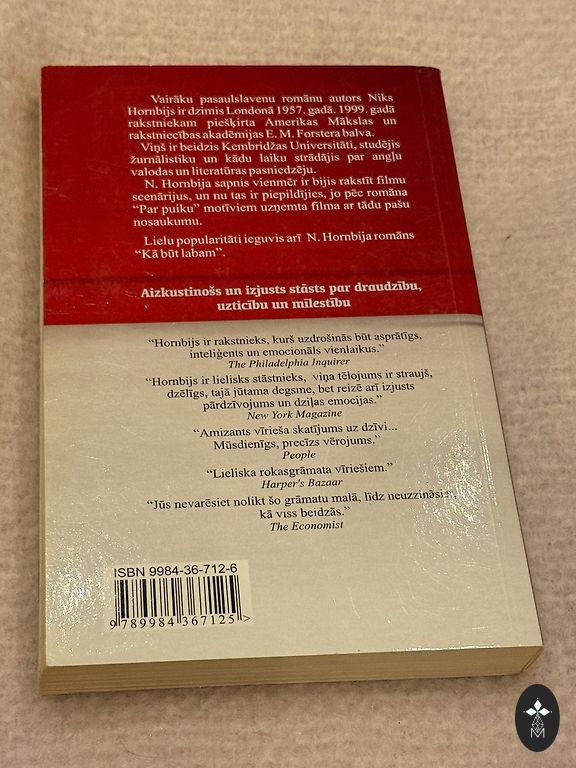 Vairāku pasaulslavenu romānu autors Niks
Hornbijs ir dzimis Londonā 1957. gadā. 1999. gadā
rakstniekam piešķirta Amerikas Mākslas un
rakstniecības akadēmijas E. M. Forstera balva.
Viņš ir beidzis Kembridžas Universitāti, studējis
žurnālistiku un kādu laiku strādājis par angļu
valodas un literatūras pasniedzēju.
N. Hornbija sapnis vienmēr ir bijis rakstīt filmu
scenārijus, un nu tas ir piepildījies, jo pēc romāna
“Par puiku” motīviem uzņemta filma ar tādu pašu
nosaukumu.
Lielu popularitāti ieguvis arī N. Hornbija romāns
“Kā būt labam”.
Aizkustinošs un izjusts stāsts par draudzību,
uzticību un mīlestību
“Hornbijs ir rakstnieks, kurš uzdrošinās būt asprātīgs,
inteliģents un emocionāls vienlaikus.”
The Philadelphia Inquirer
“Hornbijs ir lielisks stāstnieks, viņa tēlojums ir straujš,
dzēlīgs, tajā jūtama degsme, bet reizē arī izjusts
pārdzīvojums un dziļas emocijas.”
New York Magazine
“Amizants vīrieša skatījums uz dzīvi...
Mūsdienīgs, precīzs vērojums.”
People
“Lieliska rokasgrāmata vīriešiem.”
Harper's Bazaar
“Jūs nevarēsiet nolikt šo grāmatu malā, līdz neuzzināsiet,
kā viss beidzās.”
The Economist
ISBN 9984-36-712-6
9 789984 367125 >
M